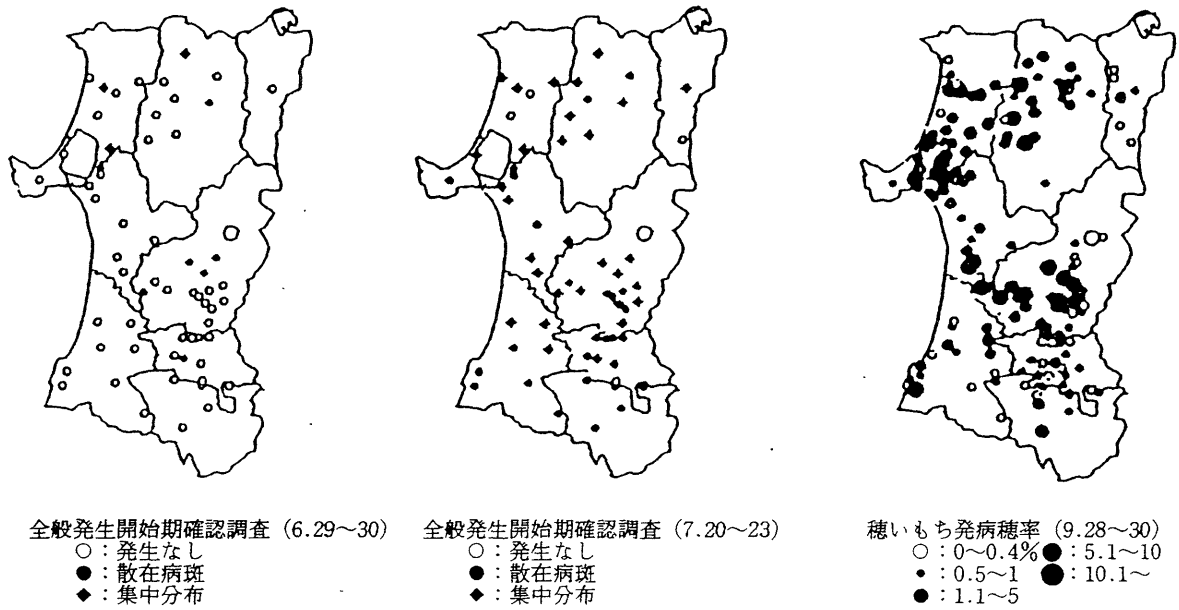 全般発生開始期確認調査 (6.29〜30)
○：発生なし
●：散在病斑
◆：集中分布
全般発生開始期確認調査 (7.20〜23)
○：発生なし
●：散在病斑
◆：集中分布
穂いもち発病穂率 (9.28〜30)
○：0〜0.4% ●：5.1〜10
●：0.5〜1 ●：10.1〜
●：1.1〜5